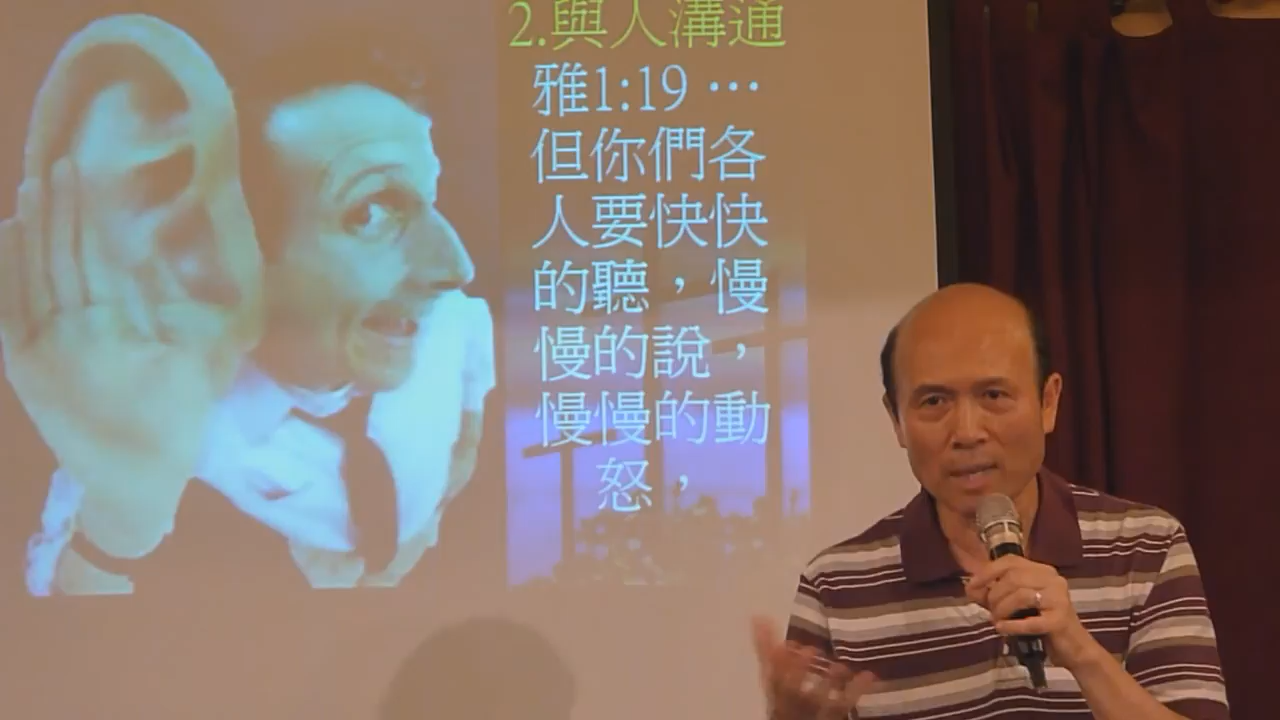 2.與人溝通
雅1:19 …
但你們各
人要快快
的聽，慢
慢的說，
慢慢的動
怒，